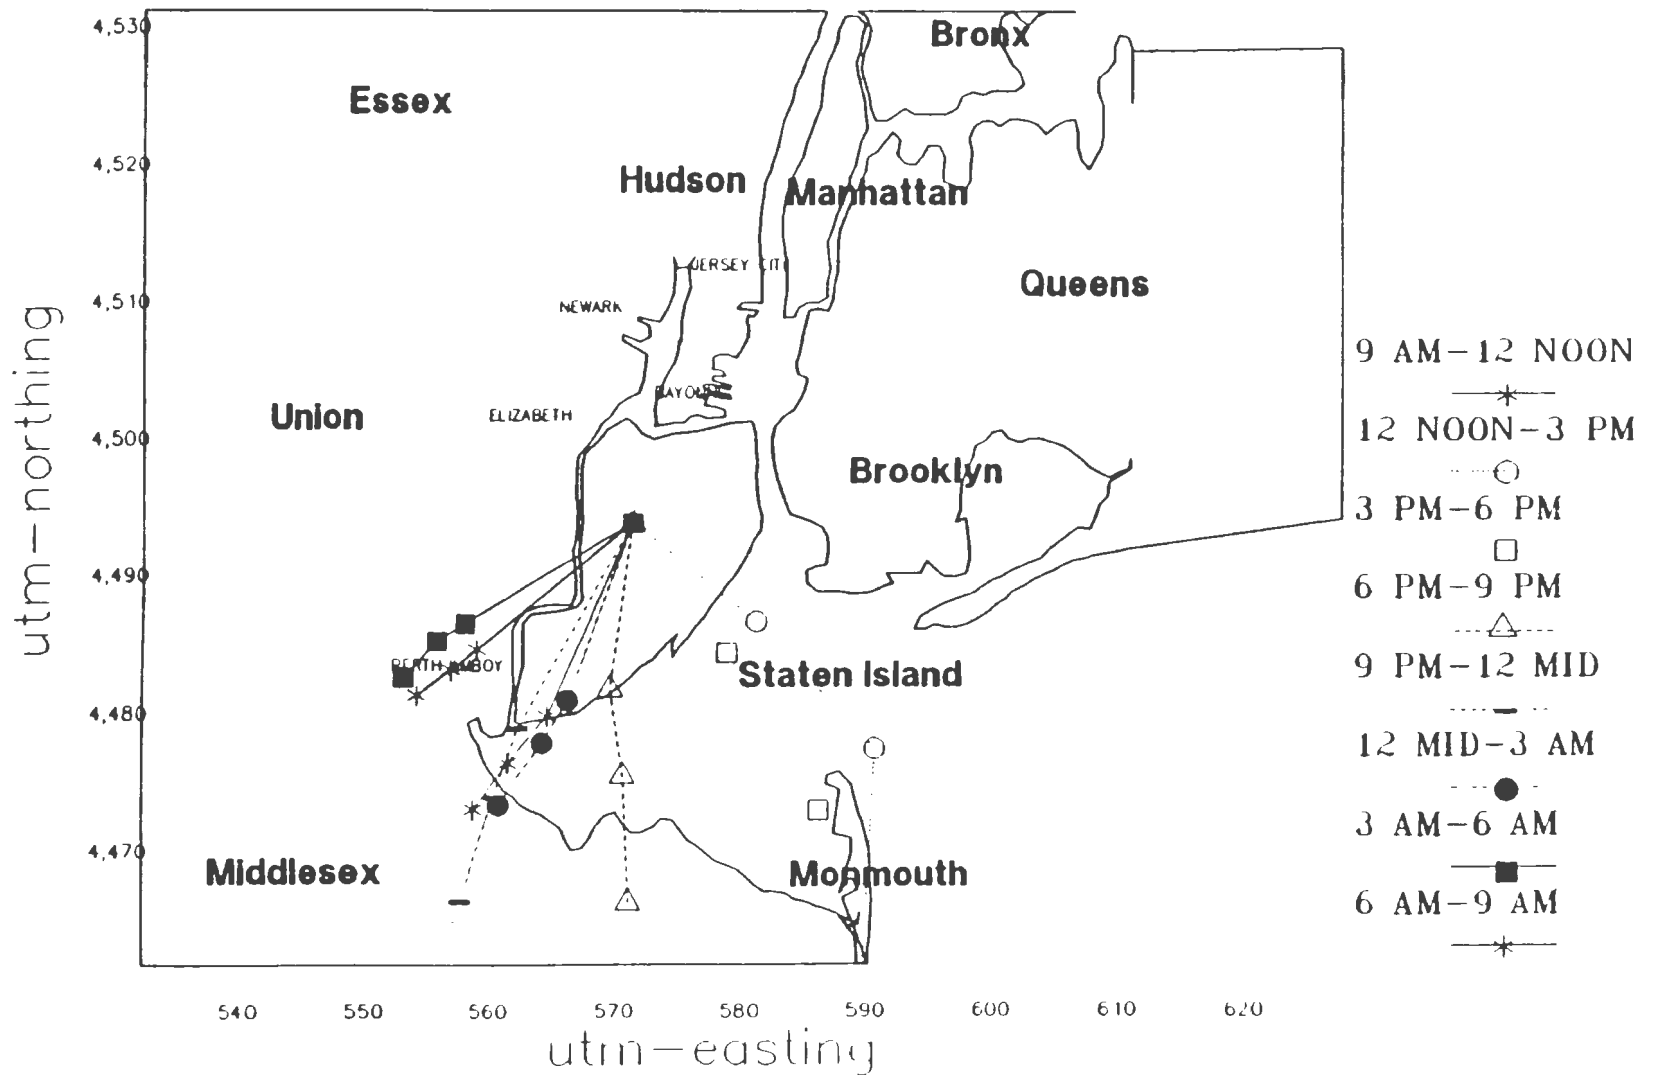 4,530
Bronx
Essex
4,520
Hudson
Manhattan
JERSEY CIT
Queens
4,510
NEWARK
9 AM-12 NOON
BAYONNE
Union
ELIZABETH
12 NOON-3 PM
4,500
Brooklyn
3 PM-6 PM
4,490
6 PM-9 PM
PERTH AMBOY
Staten Island
9 PM-12 MID
4,480
12 MID-3 AM
3 AM-6 AM
4,470
Middlesex
Monmouth
6 AM-9 AM
540 550 560 570 580 590 600 610 620
utm-easting
utm-northing